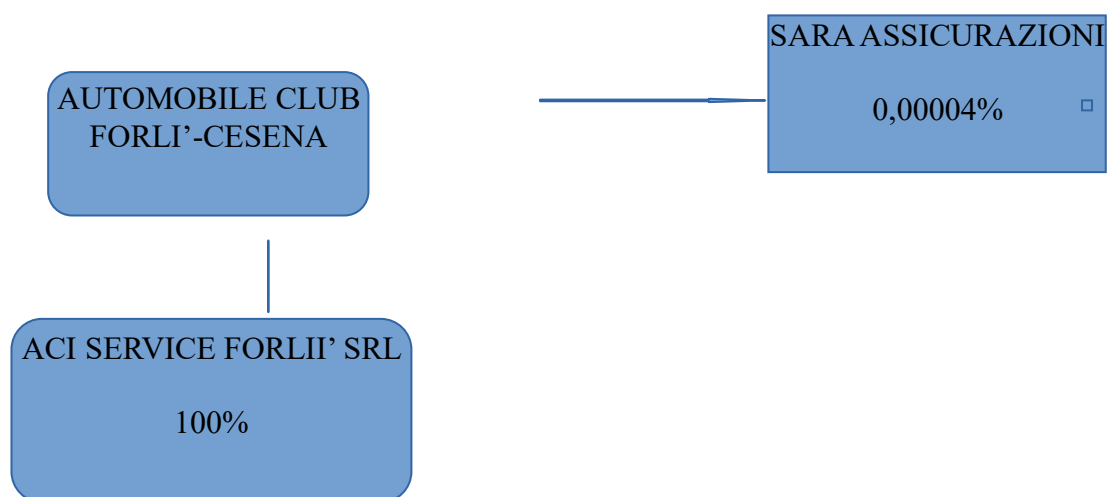 SARA ASSICURAZIONI
0,00004%
AUTOMOBILE CLUB
FORLI’-CESENA
ACI SERVICE FORLII’ SRL
100%